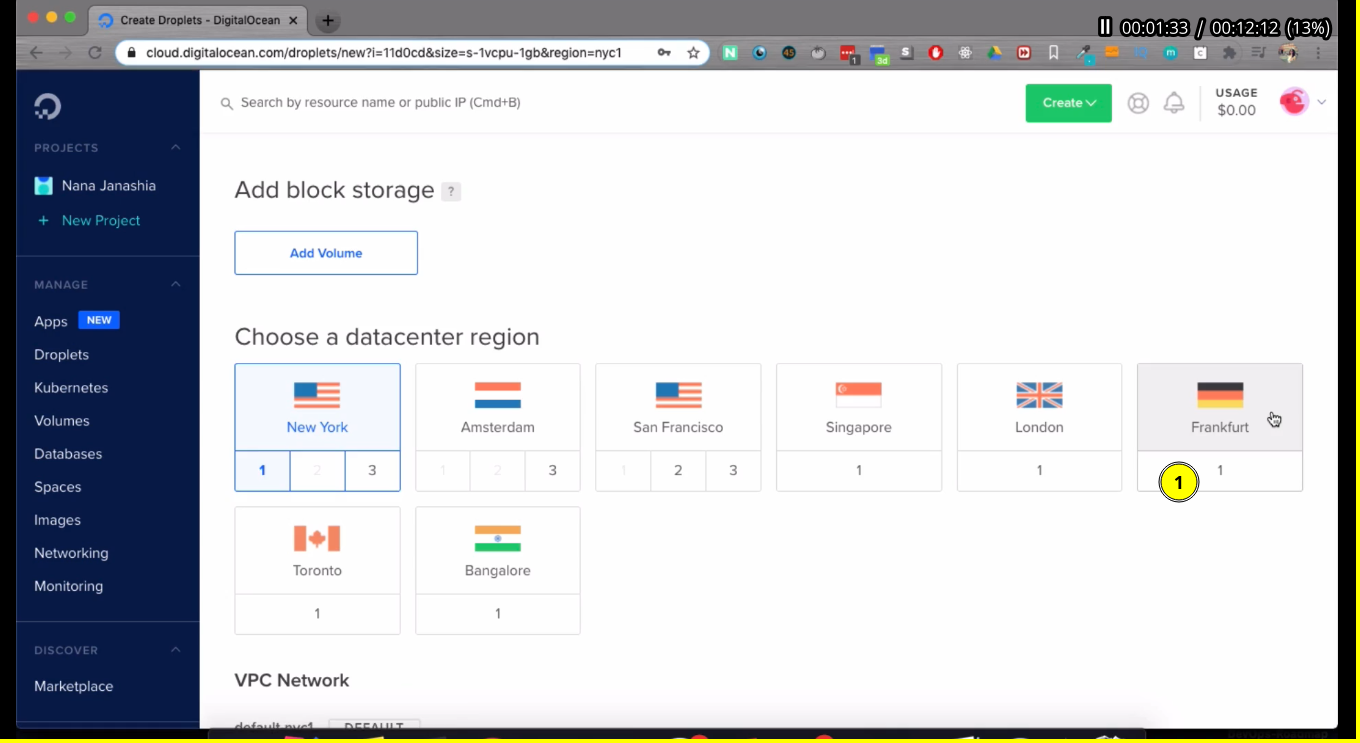 Create Droplets - DigitalOcean
00:01:33 / 00:12:12 (13%)
cloud.digitalocean.com/droplets/new?i=11d0cd&size=s-1vcpu-1gb&region=nyc1
Search by resource name or public IP (Cmd+B)
Create
USAGE
$0.00
PROJECTS
Nana Janashia
+ New Project
MANAGE
Apps NEW
Droplets
Kubernetes
Volumes
Databases
Spaces
Images
Networking
Monitoring
DISCOVER
Marketplace
Add block storage ?
Add Volume
Choose a datacenter region
New York
1 2 3
Amsterdam
1 2 3
San Francisco
1 2 3
Singapore
1
London
1
Frankfurt
1
1
Toronto
1
Bangalore
1
VPC Network
default-nyc1 DEFAULT